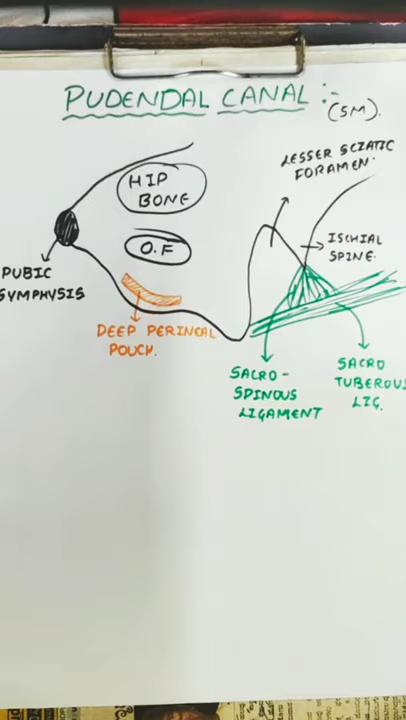 PUDENDAL CANAL :-
(5M).
LESSER SCIATIC
FORAMEN.
HIP
BONE
O.F
ISCHIAL
SPINE.
PUBIC
SYMPHYSIS
DEEP PERINEAL
POUCH.
SACRO-
SPINOUS
LIGAMENT
SACRO
TUBEROUS
LIG.